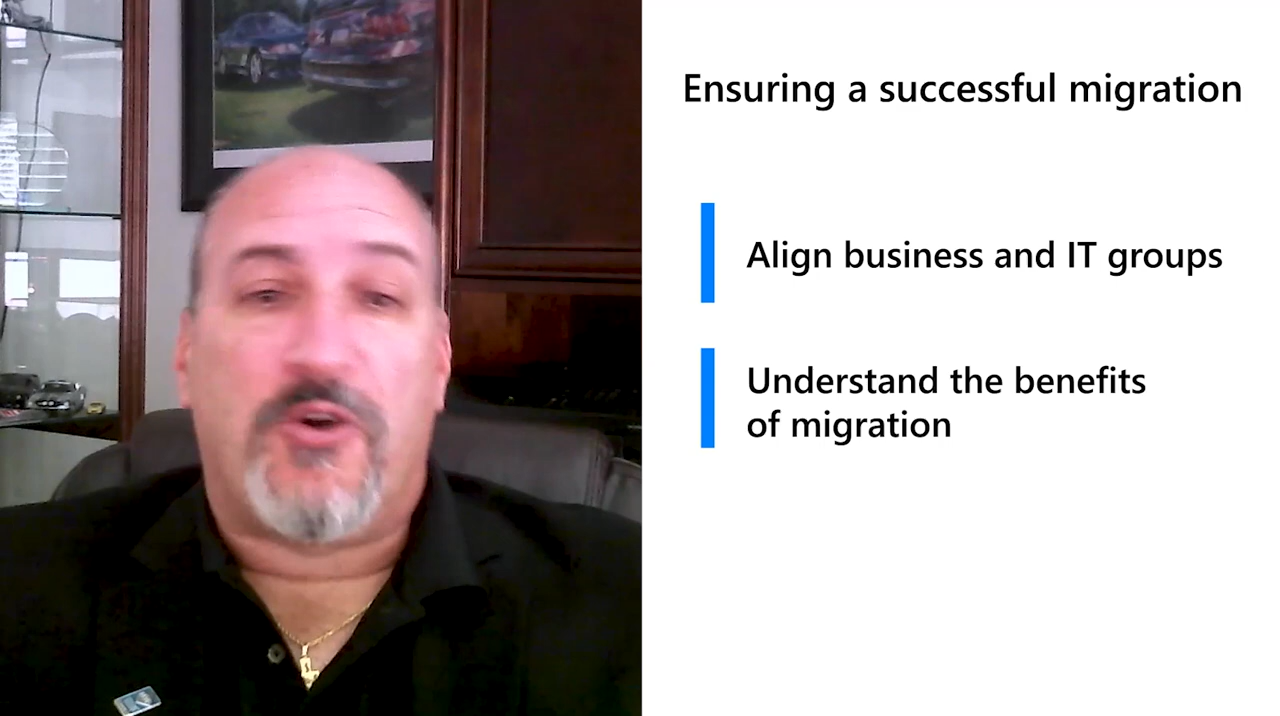 Ensuring a successful migration
Align business and IT groups
Understand the benefits
of migration